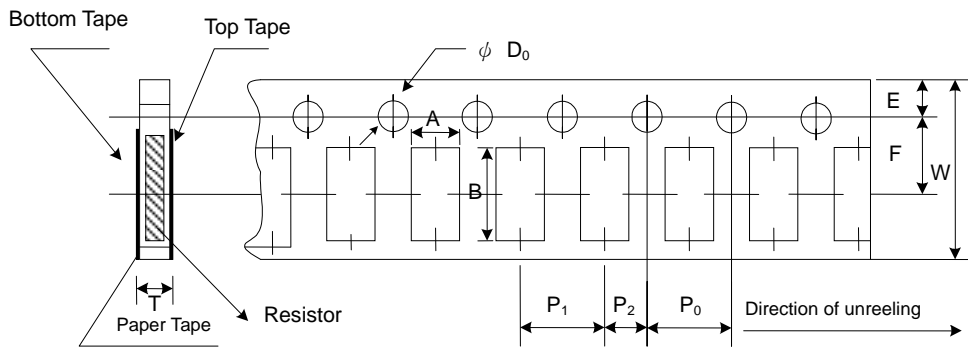 Bottom Tape
Top Tape
ψ D₀
E
A
F
W
B
T
P₁
P₂
P₀
Direction of unreeling
Resistor
Paper Tape